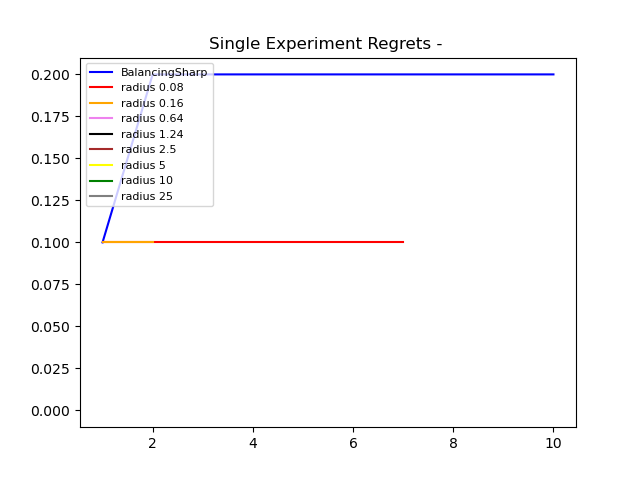 Single Experiment Regrets -
BalancingSharp
radius 0.08
radius 0.16
radius 0.64
radius 1.24
radius 2.5
radius 5
radius 10
radius 25
0.200
0.175
0.150
0.125
0.100
0.075
0.050
0.025
0.000
2 4 6 8 10